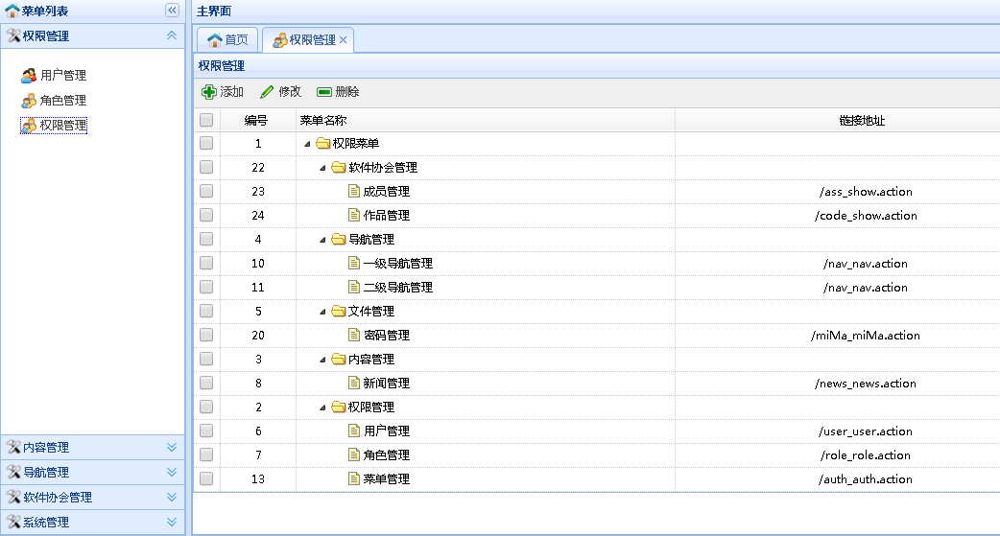 菜单列表
权限管理
用户管理
角色管理
权限管理
内容管理
导航管理
软件协会管理
系统管理
主界面
首页 权限管理
权限管理
添加 修改 删除
编号 菜单名称 链接地址
1 权限菜单
22 软件协会管理
23 成员管理 /ass_show.action
24 作品管理 /code_show.action
4 导航管理
10 一级导航管理 /nav_nav.action
11 二级导航管理 /nav_nav.action
5 文件管理
20 密码管理 /miMa_miMa.action
3 内容管理
8 新闻管理 /news_news.action
2 权限管理
6 用户管理 /user_user.action
7 角色管理 /role_role.action
13 菜单管理 /auth_auth.action